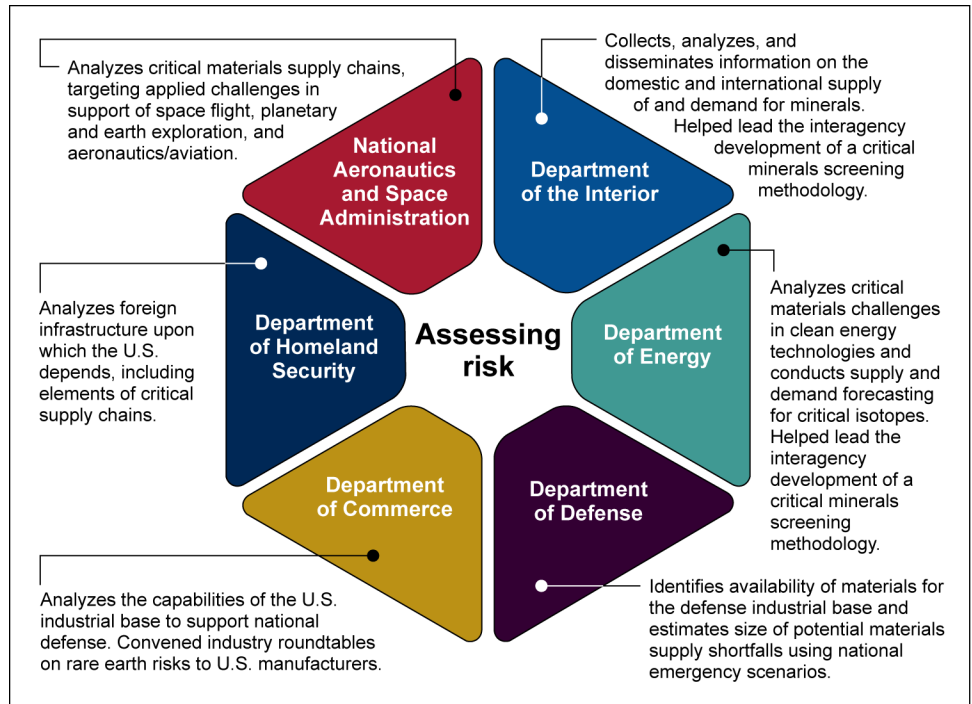 Analyzes critical materials supply chains,
targeting applied challenges in
support of space flight, planetary
and earth exploration, and
aeronautics/aviation.
National
Aeronautics
and Space
Administration
Collects, analyzes, and
disseminates information on the
domestic and international supply
of and demand for minerals.
Helped lead the interagency
development of a critical
minerals screening
methodology.
Department
of the Interior
Analyzes foreign
infrastructure upon
which the U.S.
depends, including
elements of critical
supply chains.
Department
of Homeland
Security
Assessing
risk
Department
of Energy
Analyzes critical
materials challenges
in clean energy
technologies and
conducts supply and
demand forecasting
for critical isotopes.
Helped lead the
interagency
development of a
critical minerals
screening
methodology.
Department
of Commerce
Analyzes the capabilities of the U.S.
industrial base to support national
defense. Convened industry roundtables
on rare earth risks to U.S. manufacturers.
Department
of Defense
Identifies availability of materials for
the defense industrial base and
estimates size of potential materials
supply shortfalls using national
emergency scenarios.